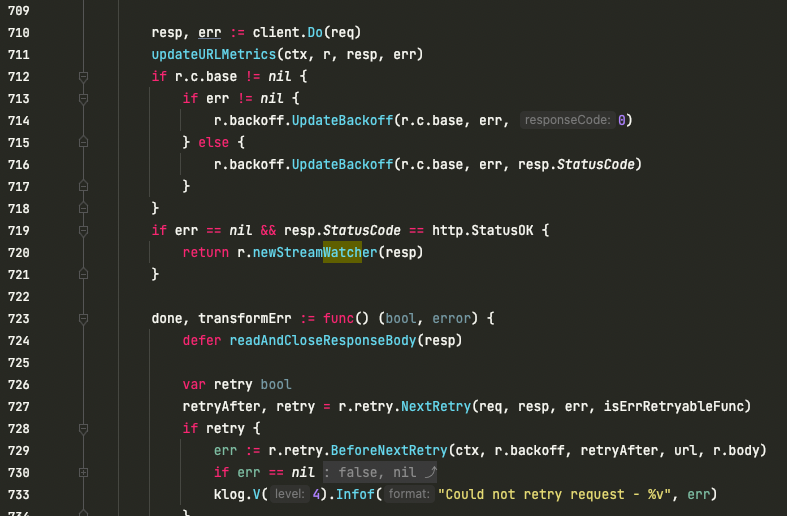 709
710 resp, err := client.Do(req)
711 updateURLMetrics(ctx, r, resp, err)
712 if r.c.base != nil {
713 if err != nil {
714 r.backoff.UpdateBackoff(r.c.base, err, responseCode: 0)
715 } else {
716 r.backoff.UpdateBackoff(r.c.base, err, resp.StatusCode)
717 }
718 }
719 if err == nil && resp.StatusCode == http.StatusOK {
720 return r.newStreamWatcher(resp)
721 }
722
723 done, transformErr := func() (bool, error) {
724 defer readAndCloseResponseBody(resp)
725
726 var retry bool
727 retryAfter, retry = r.retry.NextRetry(req, resp, err, isErrRetryableFunc)
728 if retry {
729 err := r.retry.BeforeNextRetry(ctx, r.backoff, retryAfter, url, r.body)
730 if err == nil : false, nil ⤴
733 klog.V( level: 4).Infof( format: "Could not retry request - %v", err)
734 }